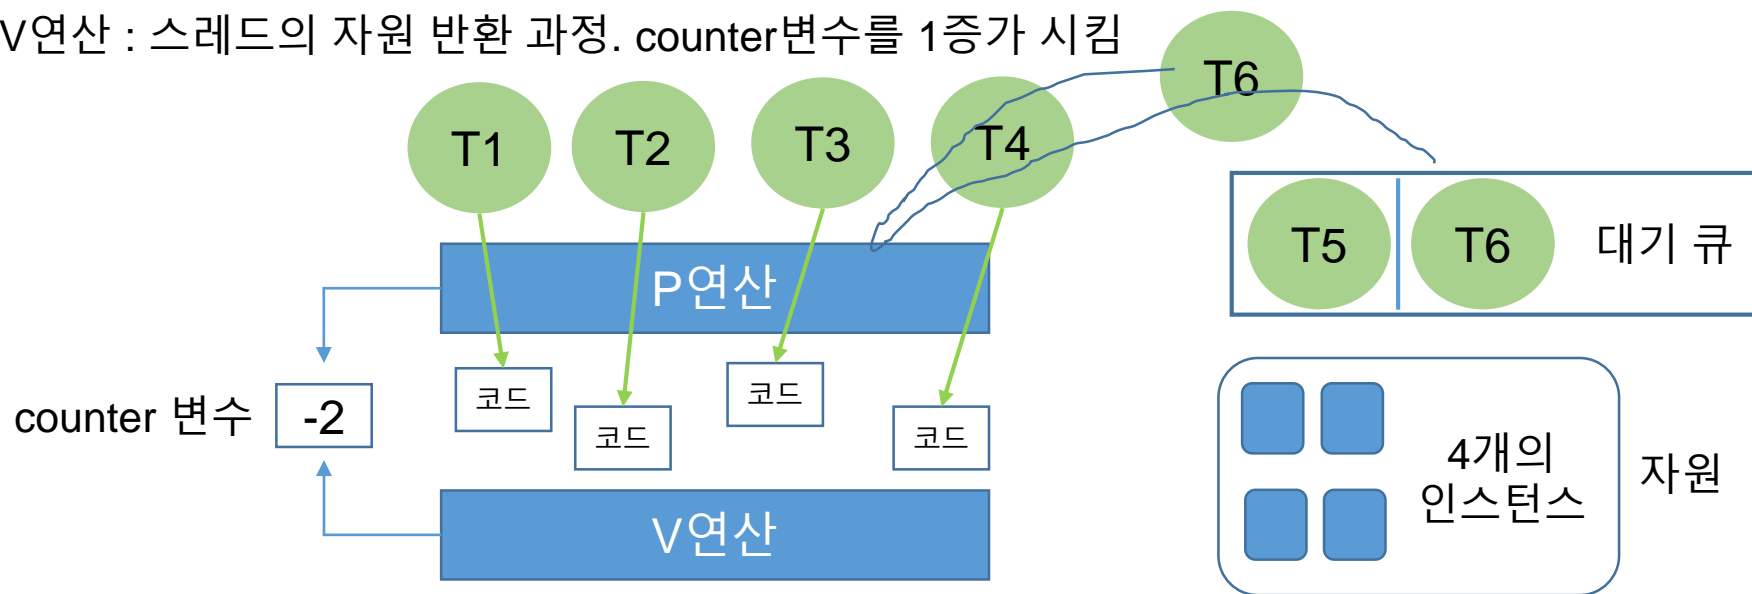 V연산 : 스레드의 자원 반환 과정. counter변수를 1증가 시킴
T1
T2
T3
T4
T6
T5
T6
대기 큐
P연산
코드
코드
코드
코드
counter 변수
-2
V연산
4개의
인스턴스
자원